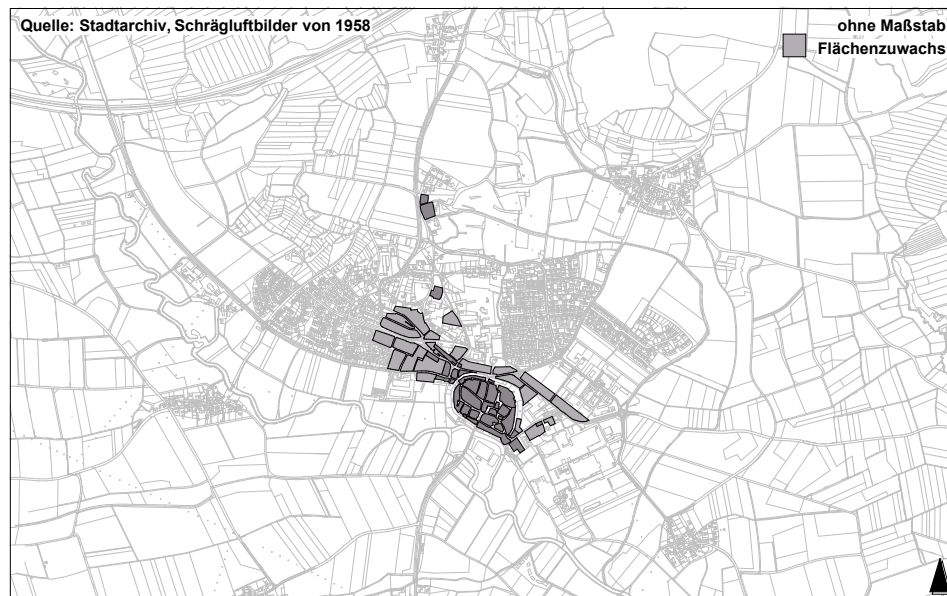 Quelle: Stadtarchiv, Schrägluftbilder von 1958
ohne Maßstab
Flächenzuwachs